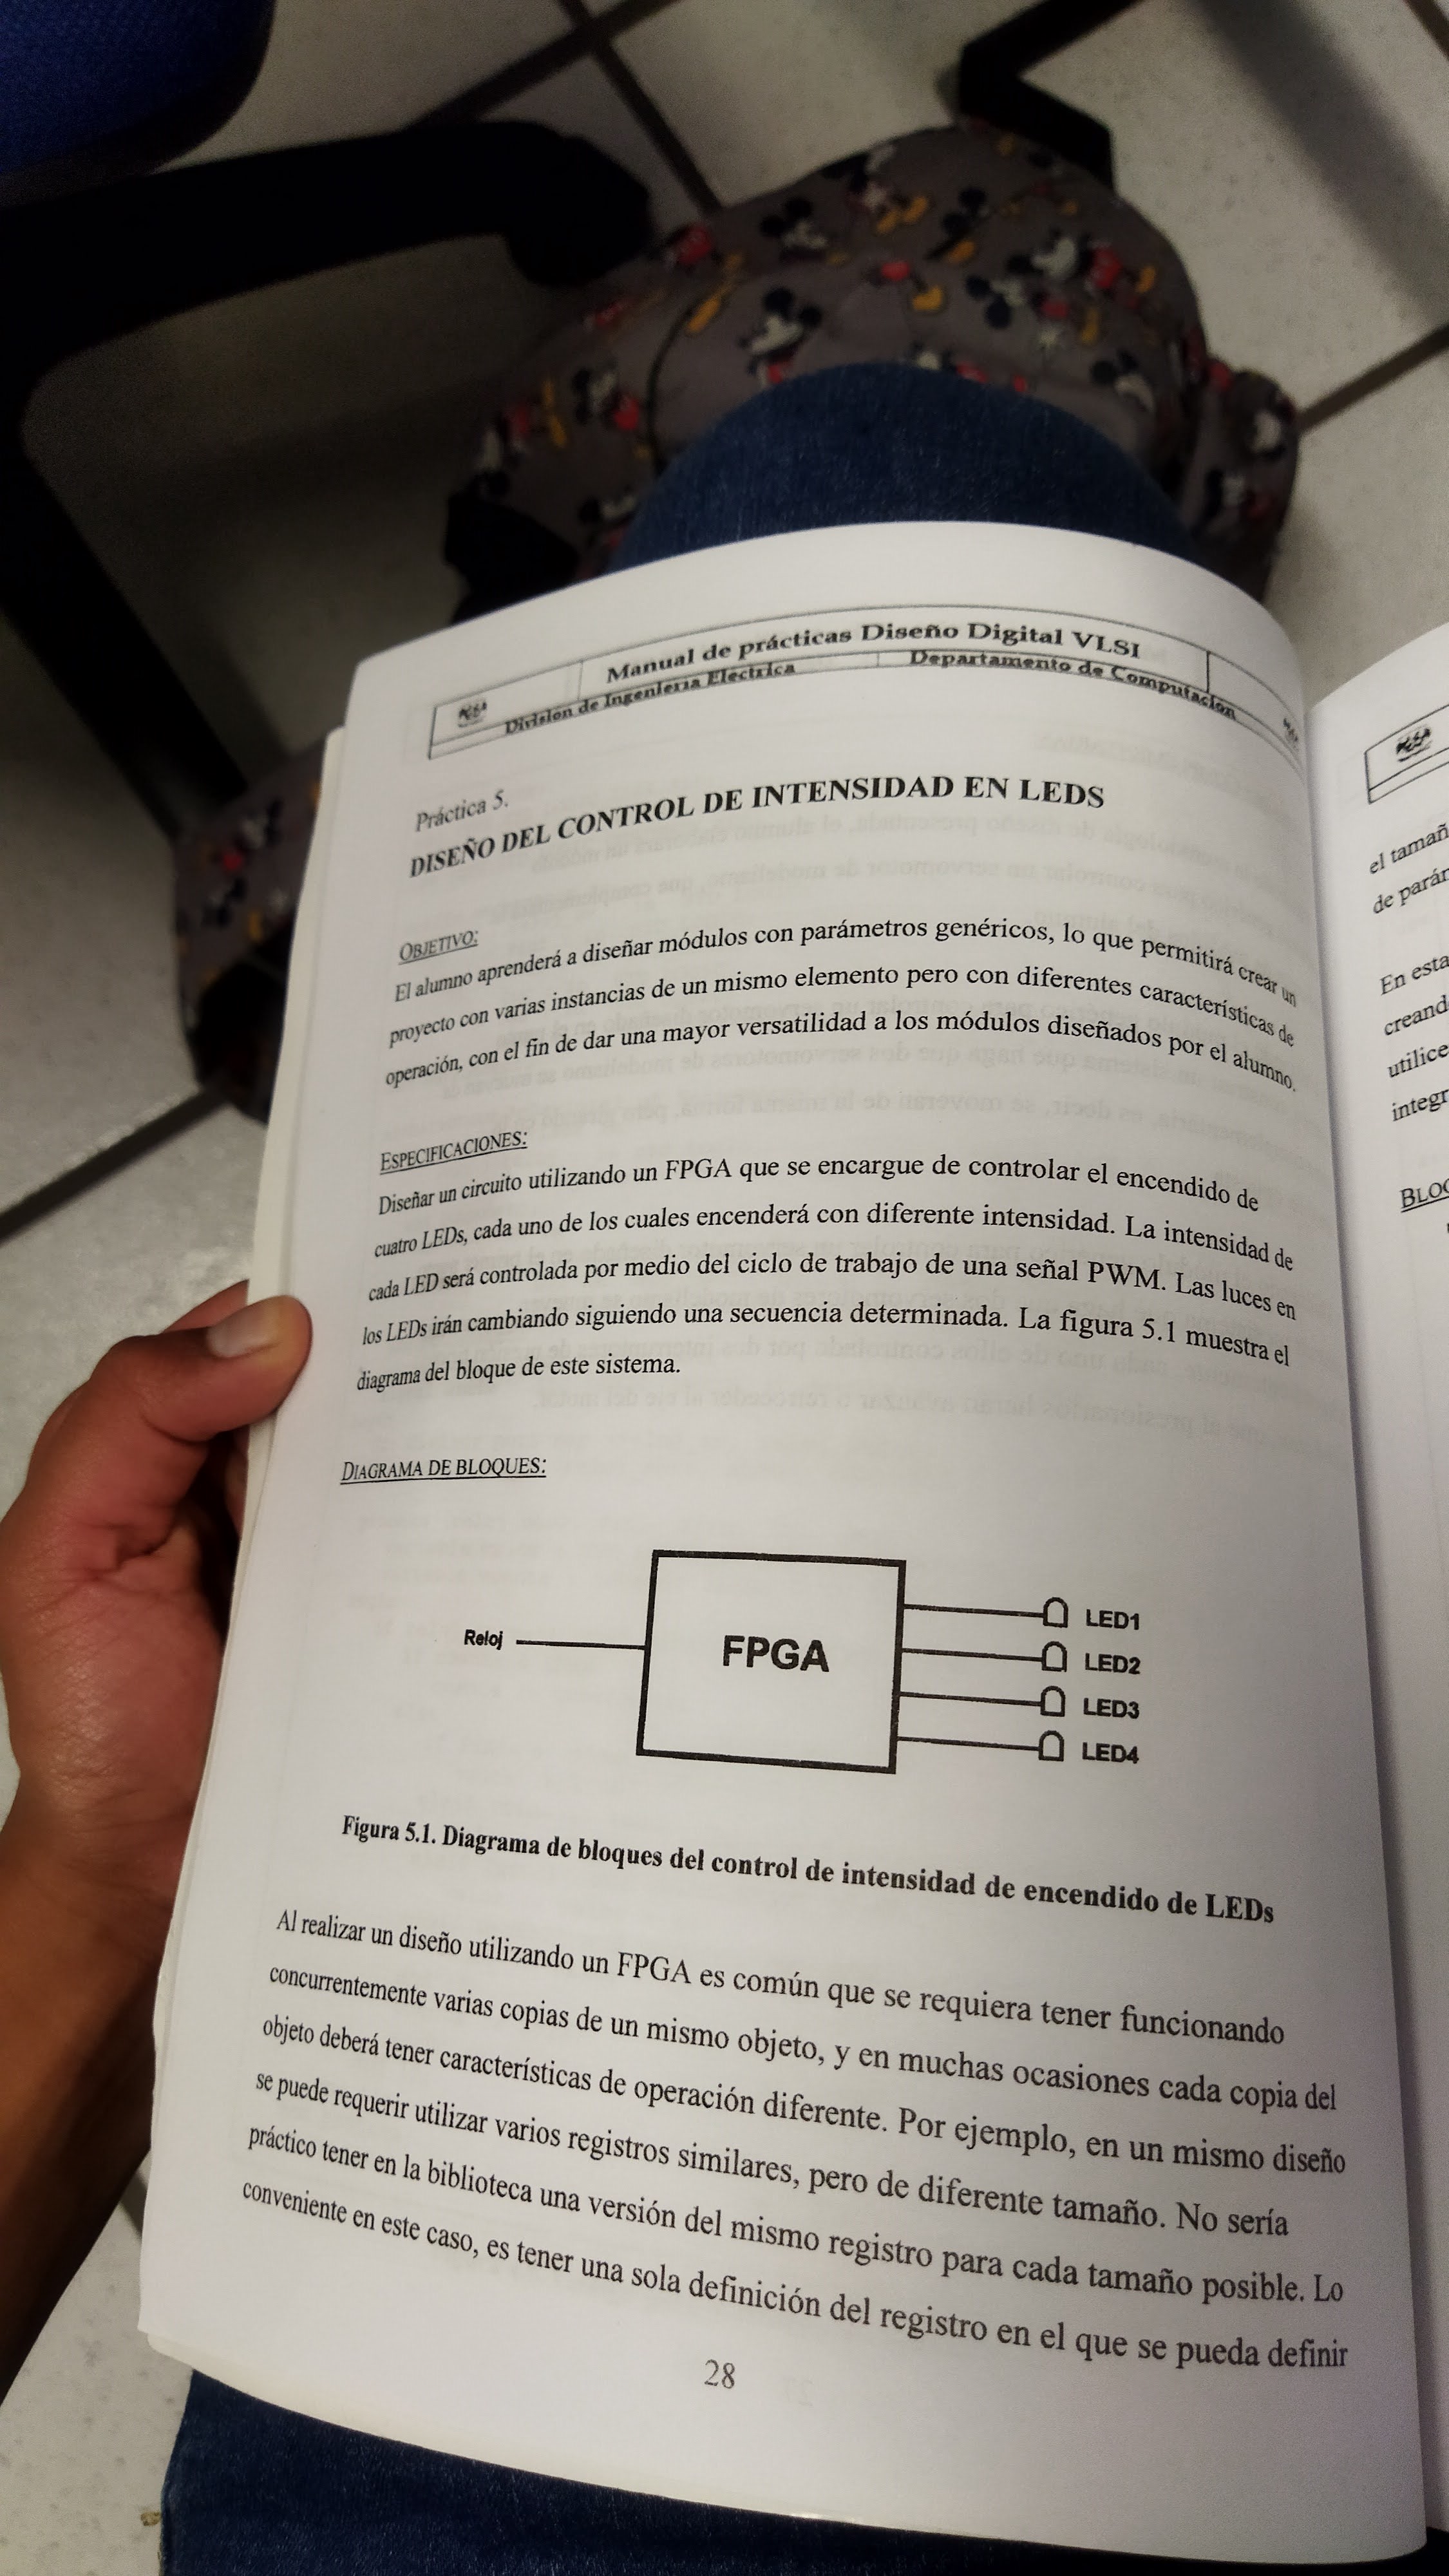 Manual de prácticas Diseño Digital VLSI
División de Ingeniería Eléctrica
Departamento de Computación
Práctica 5.
DISEÑO DEL CONTROL DE INTENSIDAD EN LEDS
OBJETIVO:
El alumno aprenderá a diseñar módulos con parámetros genéricos, lo que permitirá crear un
proyecto con varias instancias de un mismo elemento pero con diferentes características de
operación, con el fin de dar una mayor versatilidad a los módulos diseñados por el alumno.
ESPECIFICACIONES:
Diseñar un circuito utilizando un FPGA que se encargue de controlar el encendido de
cuatro LEDs, cada uno de los cuales encenderá con diferente intensidad. La intensidad de
cada LED será controlada por medio del ciclo de trabajo de una señal PWM. Las luces en
los LEDs irán cambiando siguiendo una secuencia determinada. La figura 5.1 muestra el
diagrama del bloque de este sistema.
DIAGRAMA DE BLOQUES:
Reloj
FPGA
LED1
LED2
LED3
LED4
Figura 5.1. Diagrama de bloques del control de intensidad de encendido de LEDs
Al realizar un diseño utilizando un FPGA es común que se requiera tener funcionando
concurrentemente varias copias de un mismo objeto, y en muchas ocasiones cada copia del
objeto deberá tener características de operación diferente. Por ejemplo, en un mismo diseño
se puede requerir utilizar varios registros similares, pero de diferente tamaño. No sería
práctico tener en la biblioteca una versión del mismo registro para cada tamaño posible. Lo
conveniente en este caso, es tener una sola definición del registro en el que se pueda definir
28
el tamañ
de parár
En esta
creand
utilice
integr
BLOQ